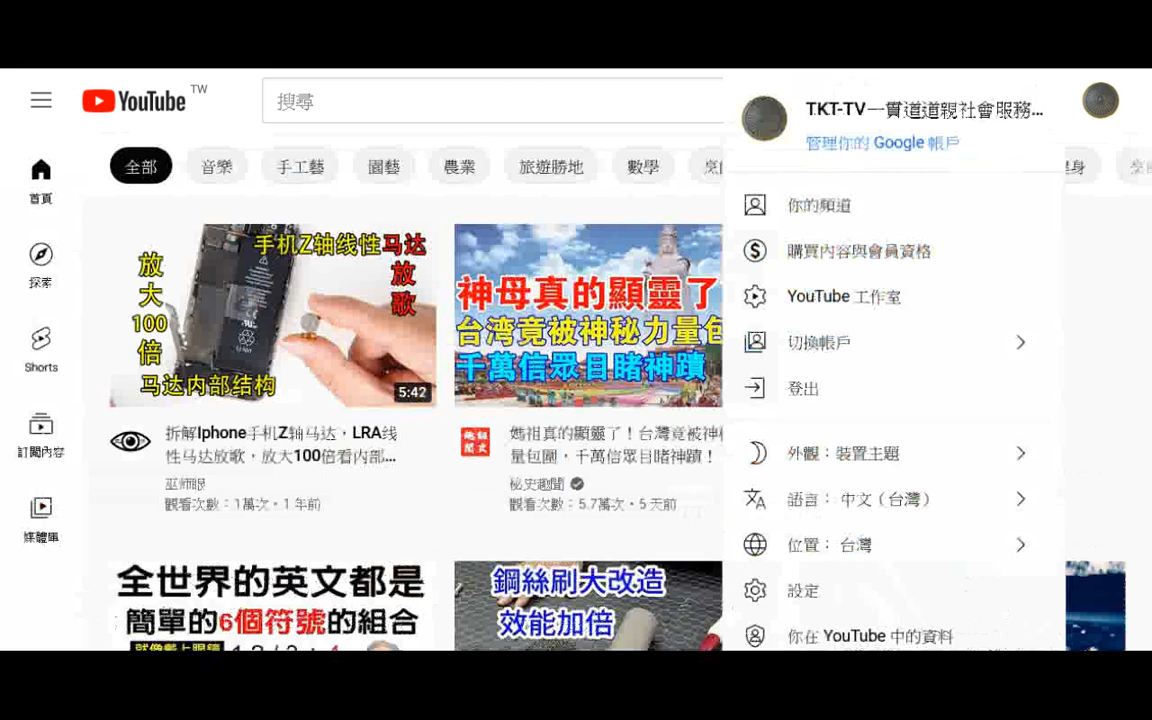 YouTube TW
搜尋
TKT-TV一貫道道親社會服務...
管理你的 Google 帳戶
全部
音樂
手工藝
園藝
農業
旅遊勝地
數學
首頁
探索
Shorts
訂閱內容
媒體庫
手机Z轴线性马达
放歌
放大100倍
马达内部结构
5:42
拆解Iphone手机Z轴马达，LRA线
性马达放歌，放大100倍看内部...
巫师眼
觀看次數：1萬次・1 年前
神母真的顯靈了
台湾竟被神秘力量包
千萬信眾目睹神蹟
媽祖真的顯靈了！台灣竟被神秘
量包圍，千萬信眾目睹神蹟！
秘史趣聞
觀看次數：5.7萬次・5 天前
你的頻道
購買內容與會員資格
YouTube 工作室
切換帳戶
登出
外觀：裝置主題
語言： 中文（台灣）
位置： 台灣
設定
你在 YouTube 中的資料
全世界的英文都是
簡單的6個符號的組合
鋼絲刷大改造
效能加倍